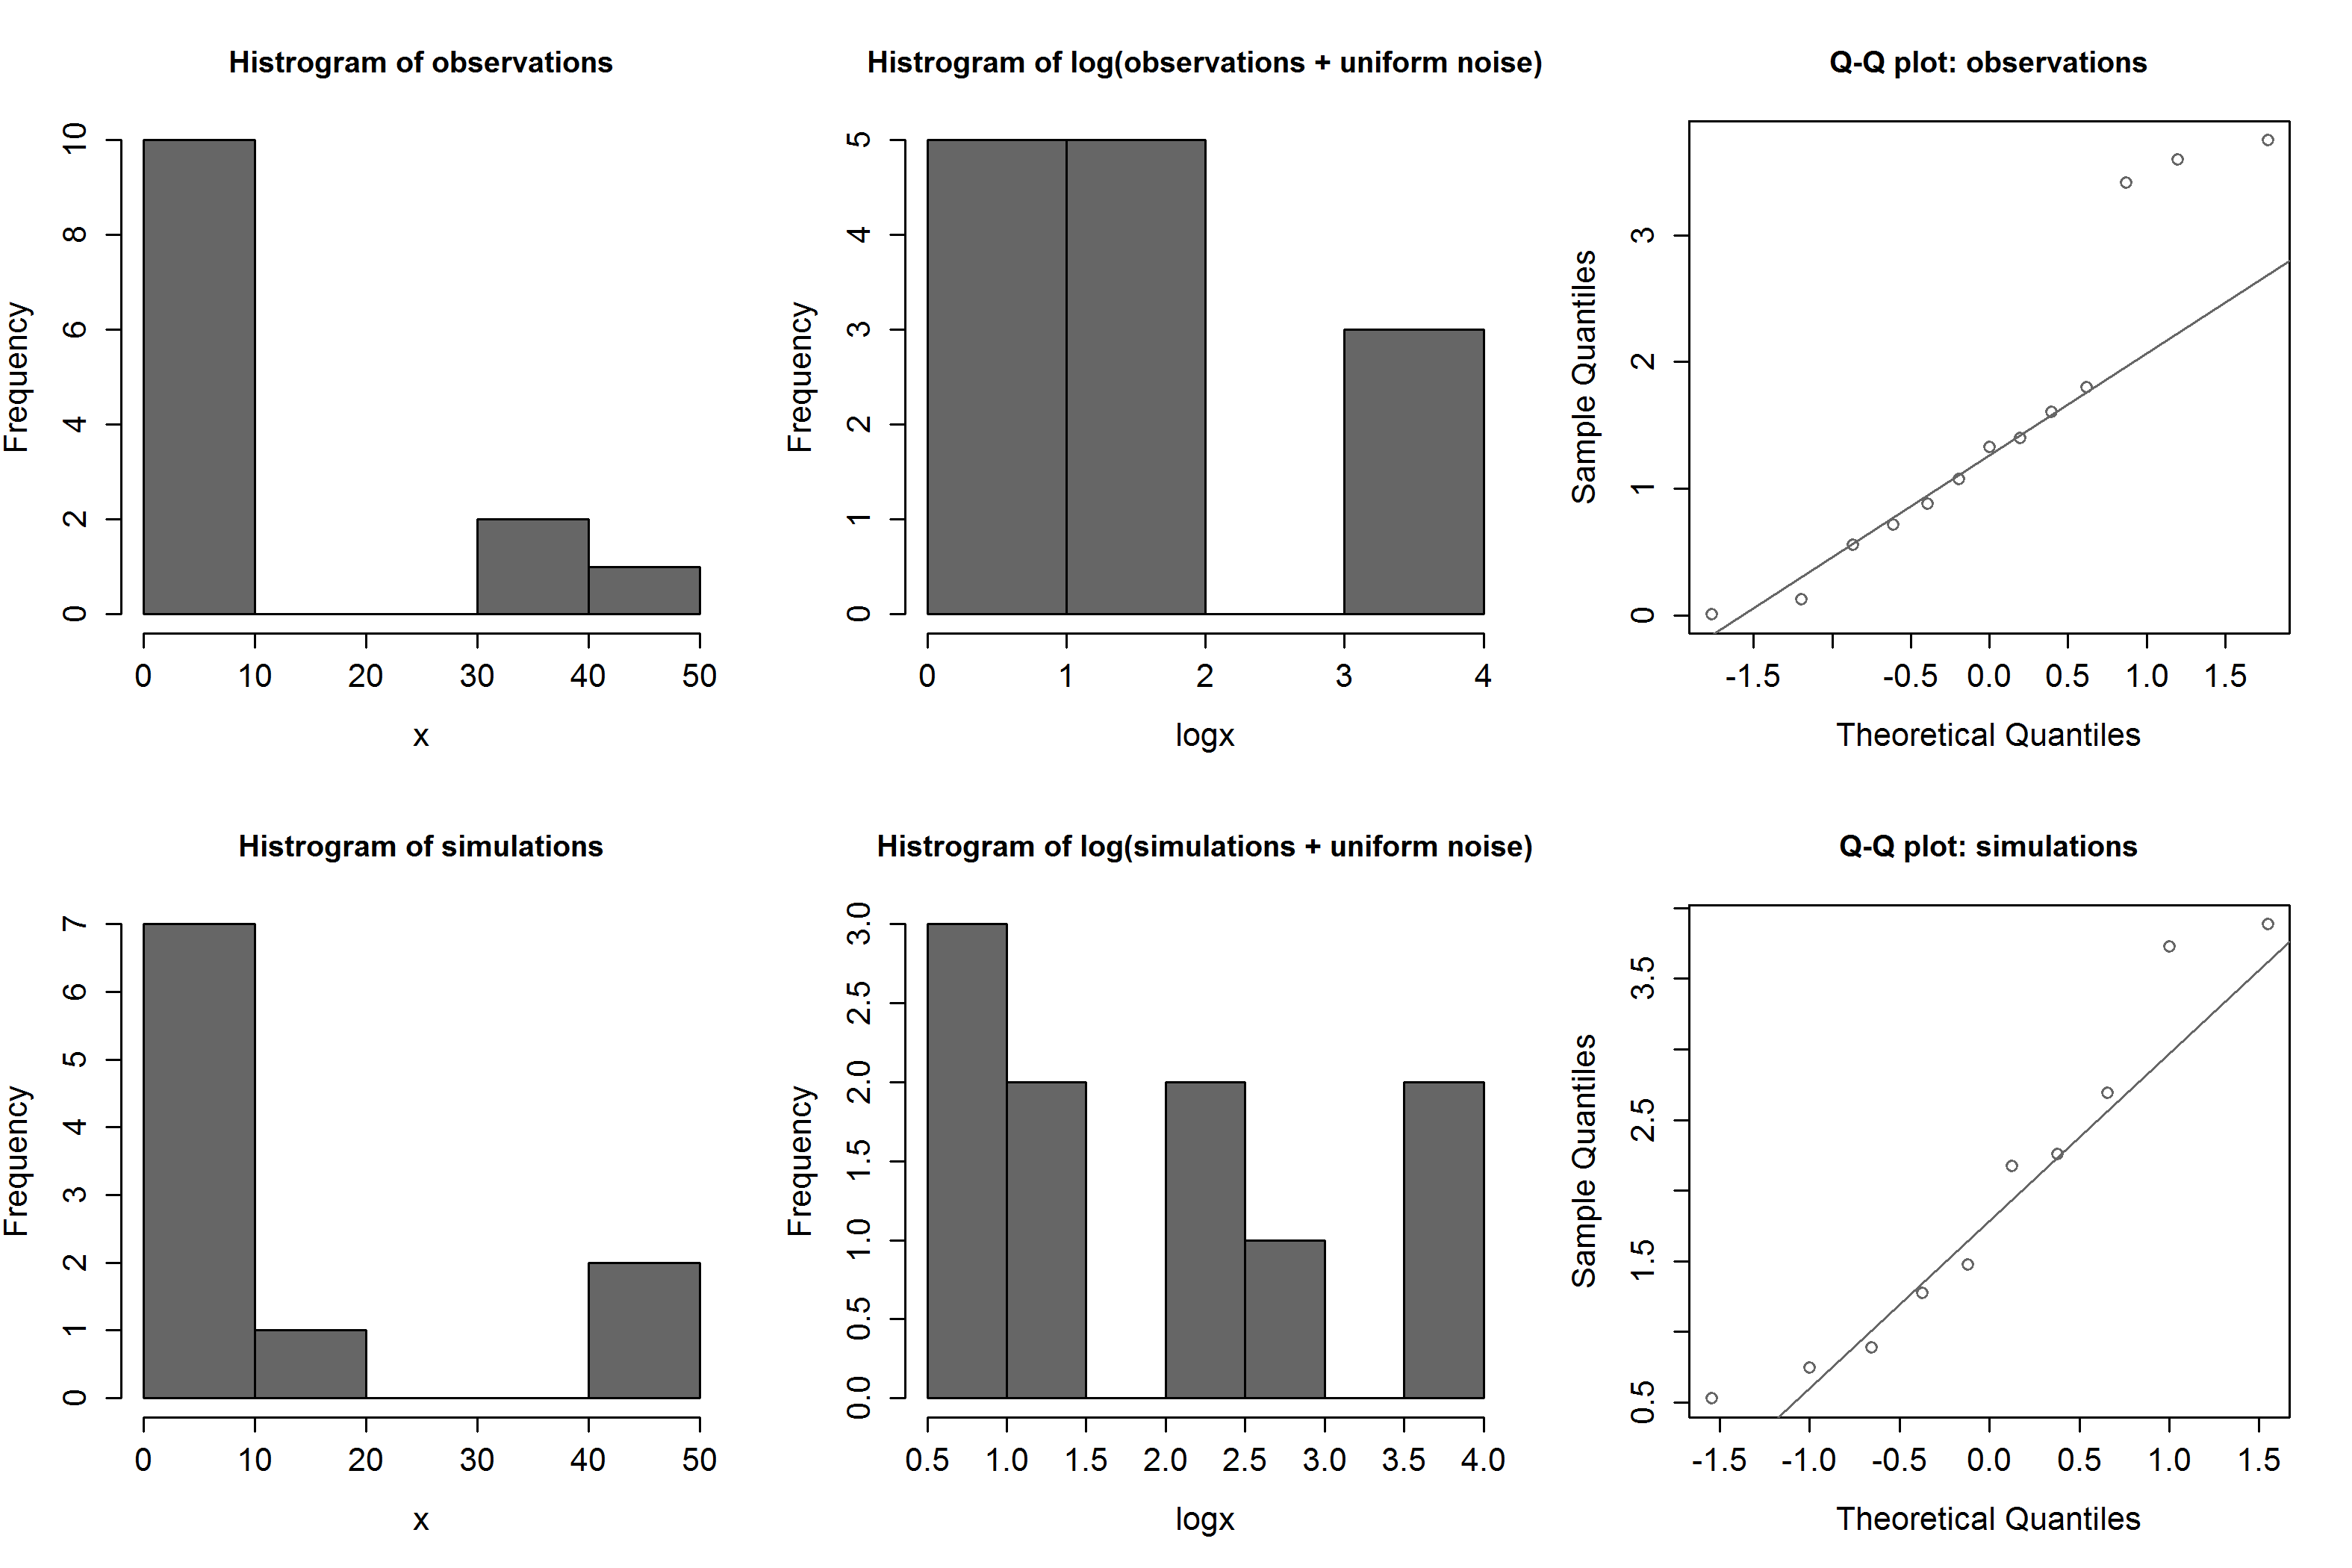 Histrogram of observations
Frequency
0 2 4 6 8 10
0 10 20 30 40 50
x
Histrogram of log(observations + uniform noise)
Frequency
0 1 2 3 4 5
0 1 2 3 4
logx
Q-Q plot: observations
Sample Quantiles
0 1 2 3
-1.5 -0.5 0.0 0.5 1.0 1.5
Theoretical Quantiles
Histrogram of simulations
Frequency
0 1 2 3 4 5 6 7
0 10 20 30 40 50
x
Histrogram of log(simulations + uniform noise)
Frequency
0.0 0.5 1.0 1.5 2.0 2.5 3.0
0.5 1.0 1.5 2.0 2.5 3.0 3.5 4.0
logx
Q-Q plot: simulations
Sample Quantiles
0.5 1.5 2.5 3.5
-1.5 -1.0 -0.5 0.0 0.5 1.0 1.5
Theoretical Quantiles